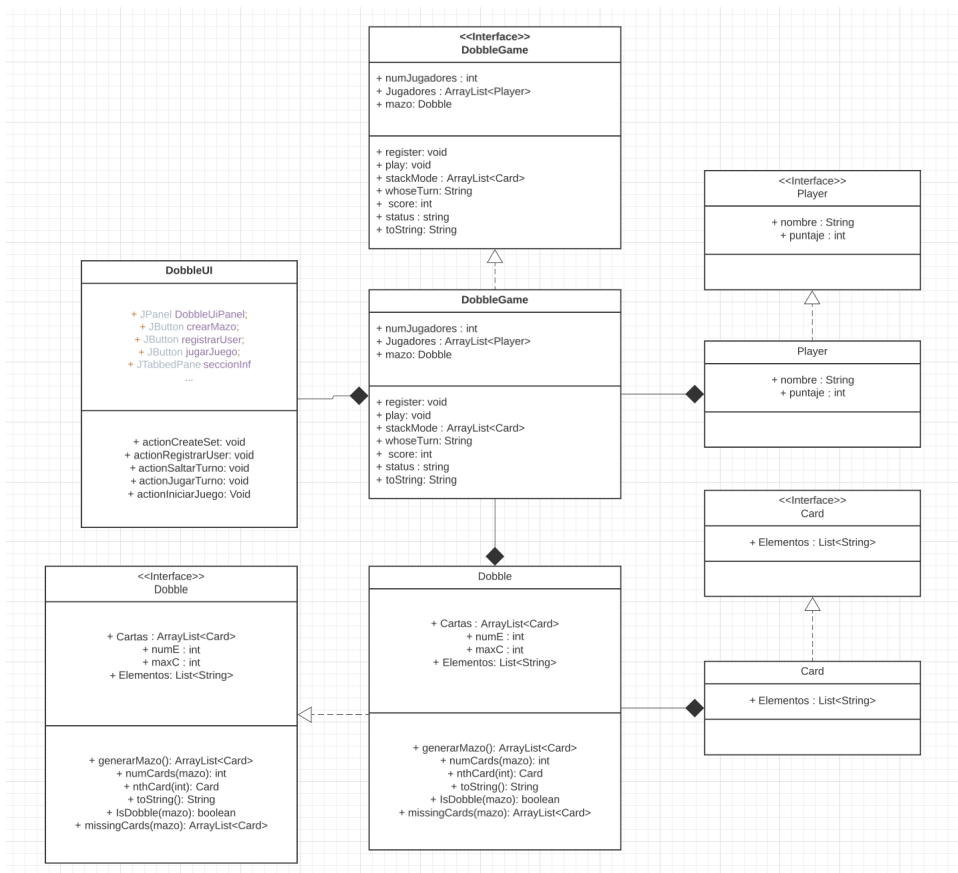 <<Interface>>
DobbleGame
+ numJugadores : int
+ Jugadores : ArrayList<Player>
+ mazo: Dobble
+ register: void
+ play: void
+ stackMode : ArrayList<Card>
+ whoseTurn: String
+ score: int
+ status : string
+ toString: String
<<Interface>>
Player
+ nombre : String
+ puntaje : int
DobbleUI
+ JPanel DobbleUiPanel;
+ JButton crearMazo;
+ JButton registrarUser;
+ JButton jugarJuego;
+ JTabbedPane seccionInf
...
+ actionCreateSet: void
+ actionRegistrarUser: void
+ actionSaltarTurno: void
+ actionJugarTurno: void
+ actionIniciarJuego: Void
DobbleGame
+ numJugadores : int
+ Jugadores : ArrayList<Player>
+ mazo: Dobble
+ register: void
+ play: void
+ stackMode : ArrayList<Card>
+ whoseTurn: String
+ score: int
+ status : string
+ toString: String
Player
+ nombre : String
+ puntaje : int
<<Interface>>
Card
+ Elementos : List<String>
<<Interface>>
Dobble
+ Cartas : ArrayList<Card>
+ numE : int
+ maxC : int
+ Elementos: List<String>
+ generarMazo(): ArrayList<Card>
+ numCards(mazo): int
+ nthCard(int): Card
+ toString(): String
+ IsDobble(mazo): boolean
+ missingCards(mazo): ArrayList<Card>
Dobble
+ Cartas : ArrayList<Card>
+ numE : int
+ maxC : int
+ Elementos: List<String>
+ generarMazo(): ArrayList<Card>
+ numCards(mazo): int
+ nthCard(int): Card
+ toString(): String
+ IsDobble(mazo): boolean
+ missingCards(mazo): ArrayList<Card>
Card
+ Elementos : List<String>